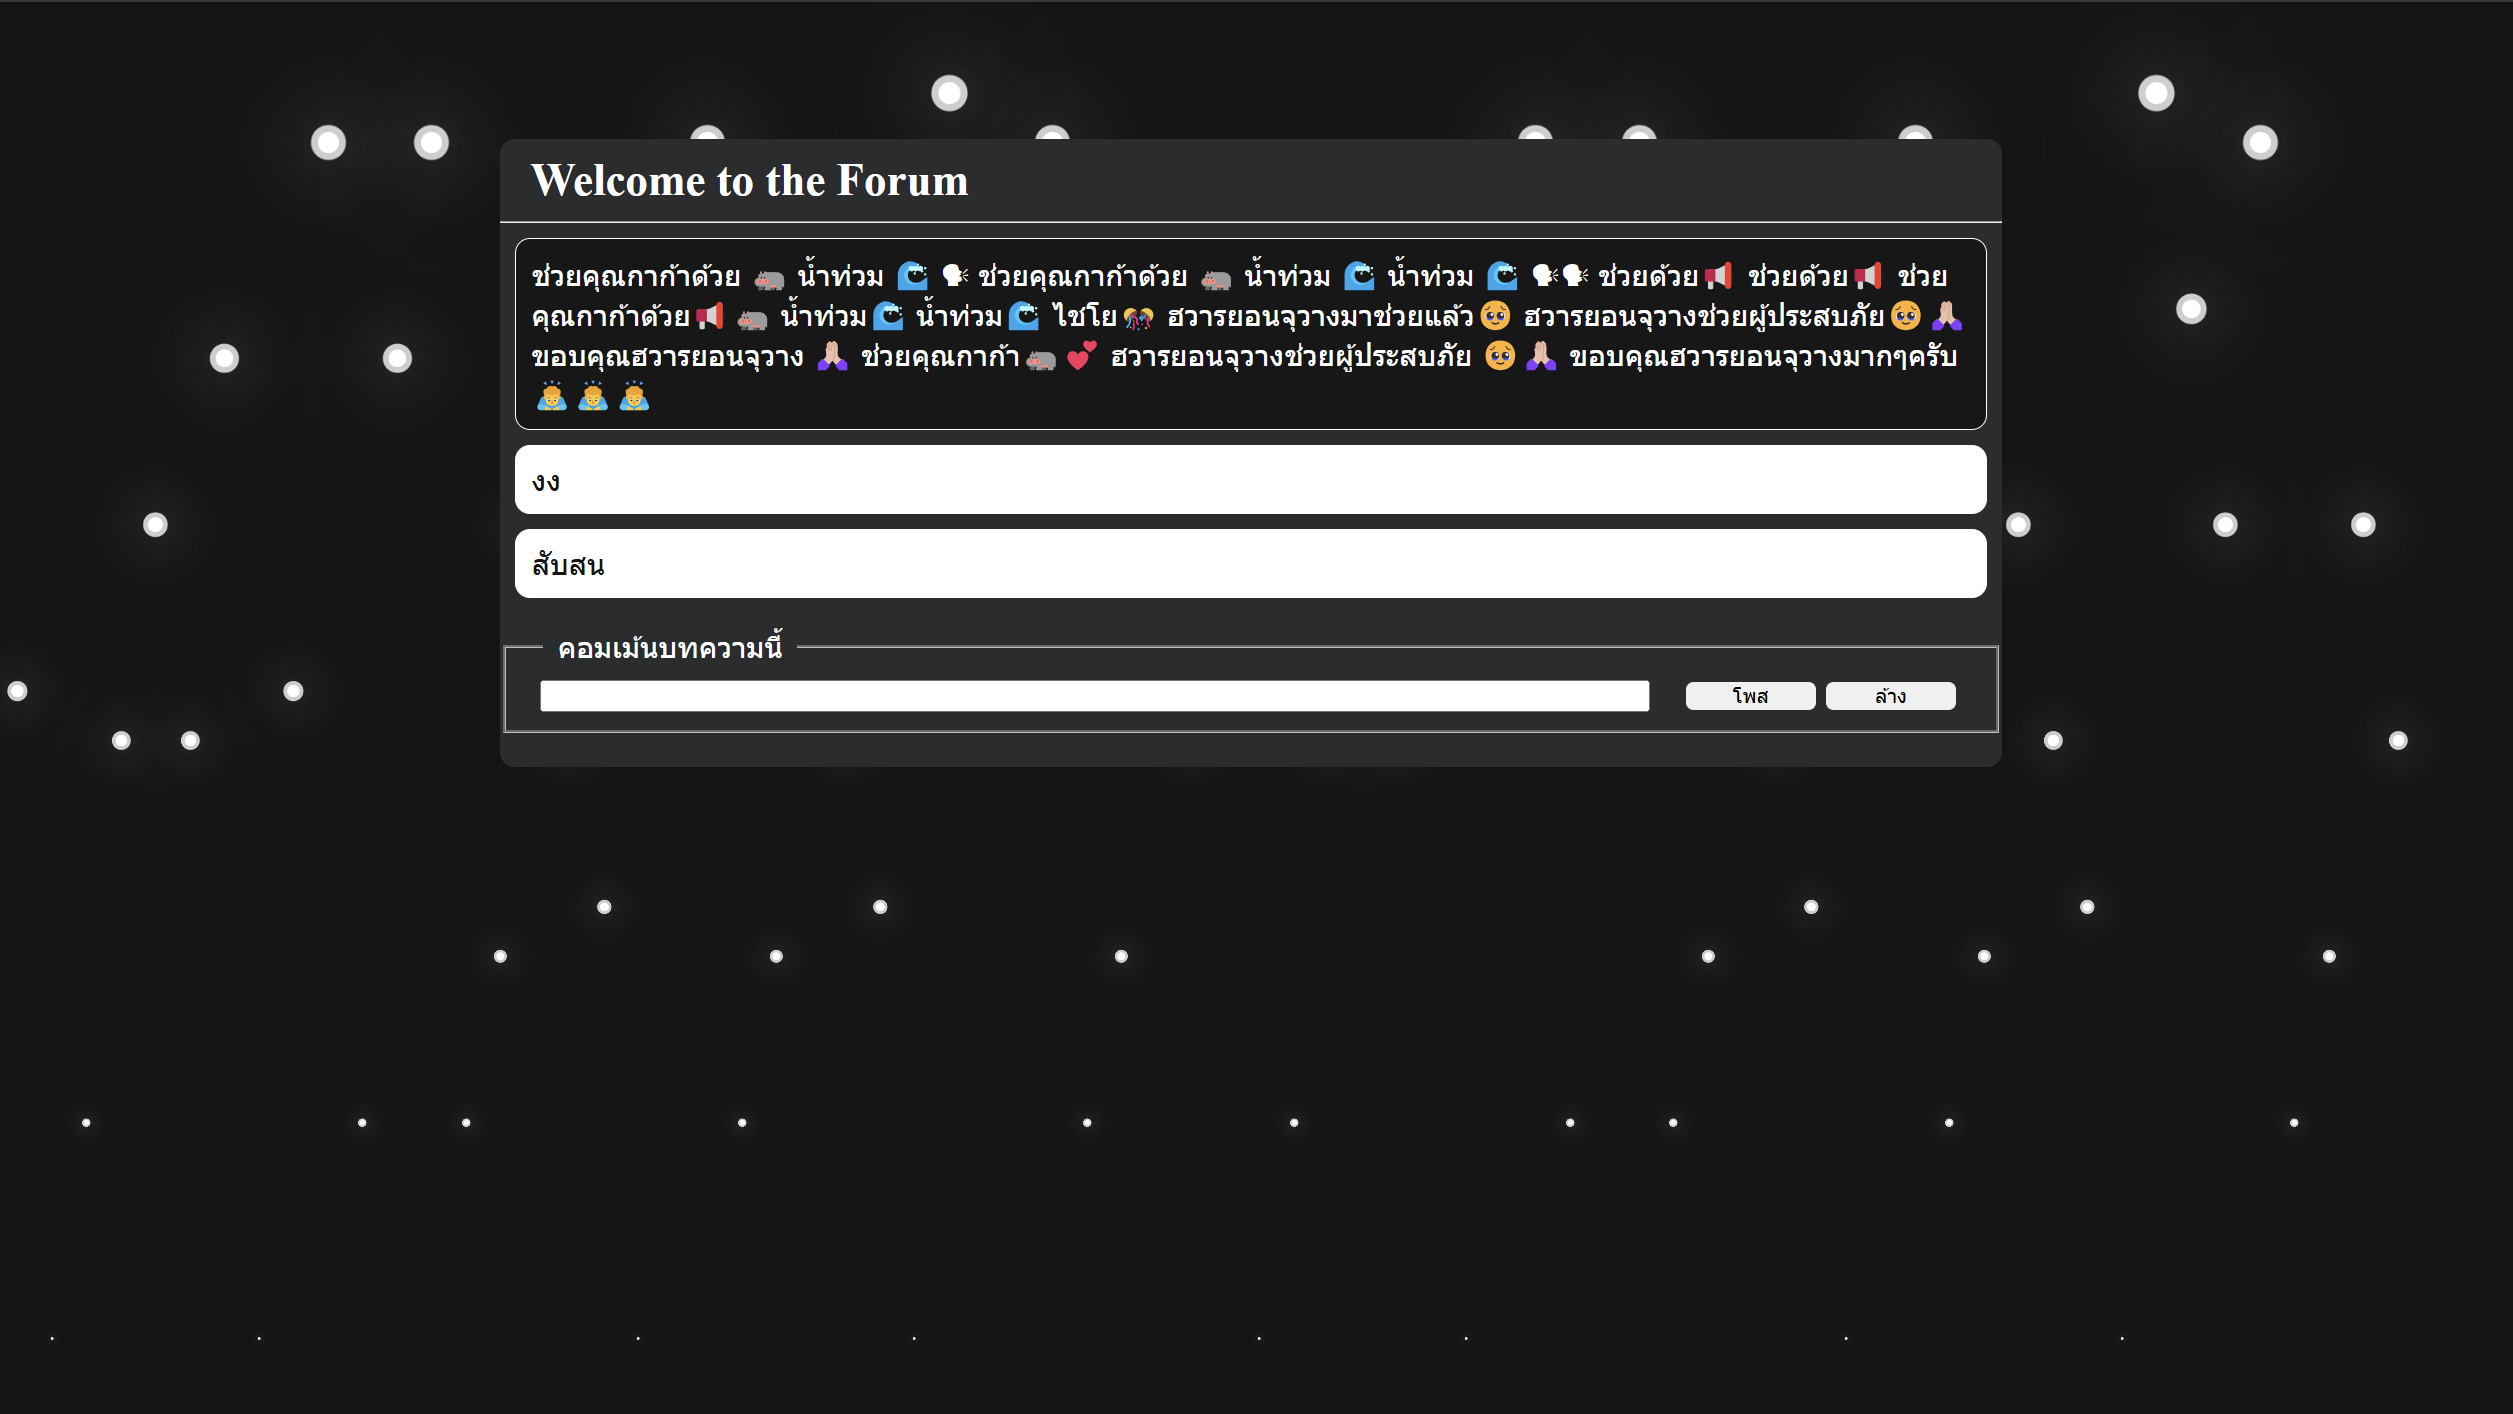 Welcome to the Forum
ช่วยคุณกาก้าด้วย 🦛 น้ำท่วม 🌊 🗣 ช่วยคุณกาก้าด้วย 🦛 น้ำท่วม 🌊 น้ำท่วม 🌊 🗣🗣 ช่วยด้วย📢 ช่วยด้วย📢 ช่วย
คุณกาก้าด้วย📢 🦛 น้ำท่วม🌊 น้ำท่วม🌊 ไชโย🎊 ฮวารยอนจุวางมาช่วยแล้ว🥺 ฮวารยอนจุวางช่วยผู้ประสบภัย🥺 🙏🏻
ขอบคุณฮวารยอนจุวาง 🙏🏻 ช่วยคุณกาก้า🦛 💕 ฮวารยอนจุวางช่วยผู้ประสบภัย 🥺 🙏🏻 ขอบคุณฮวารยอนจุวางมากๆครับ
🙇 🙇 🙇
งง
สับสน
คอมเม้นบทความนี้
โพส ล้าง